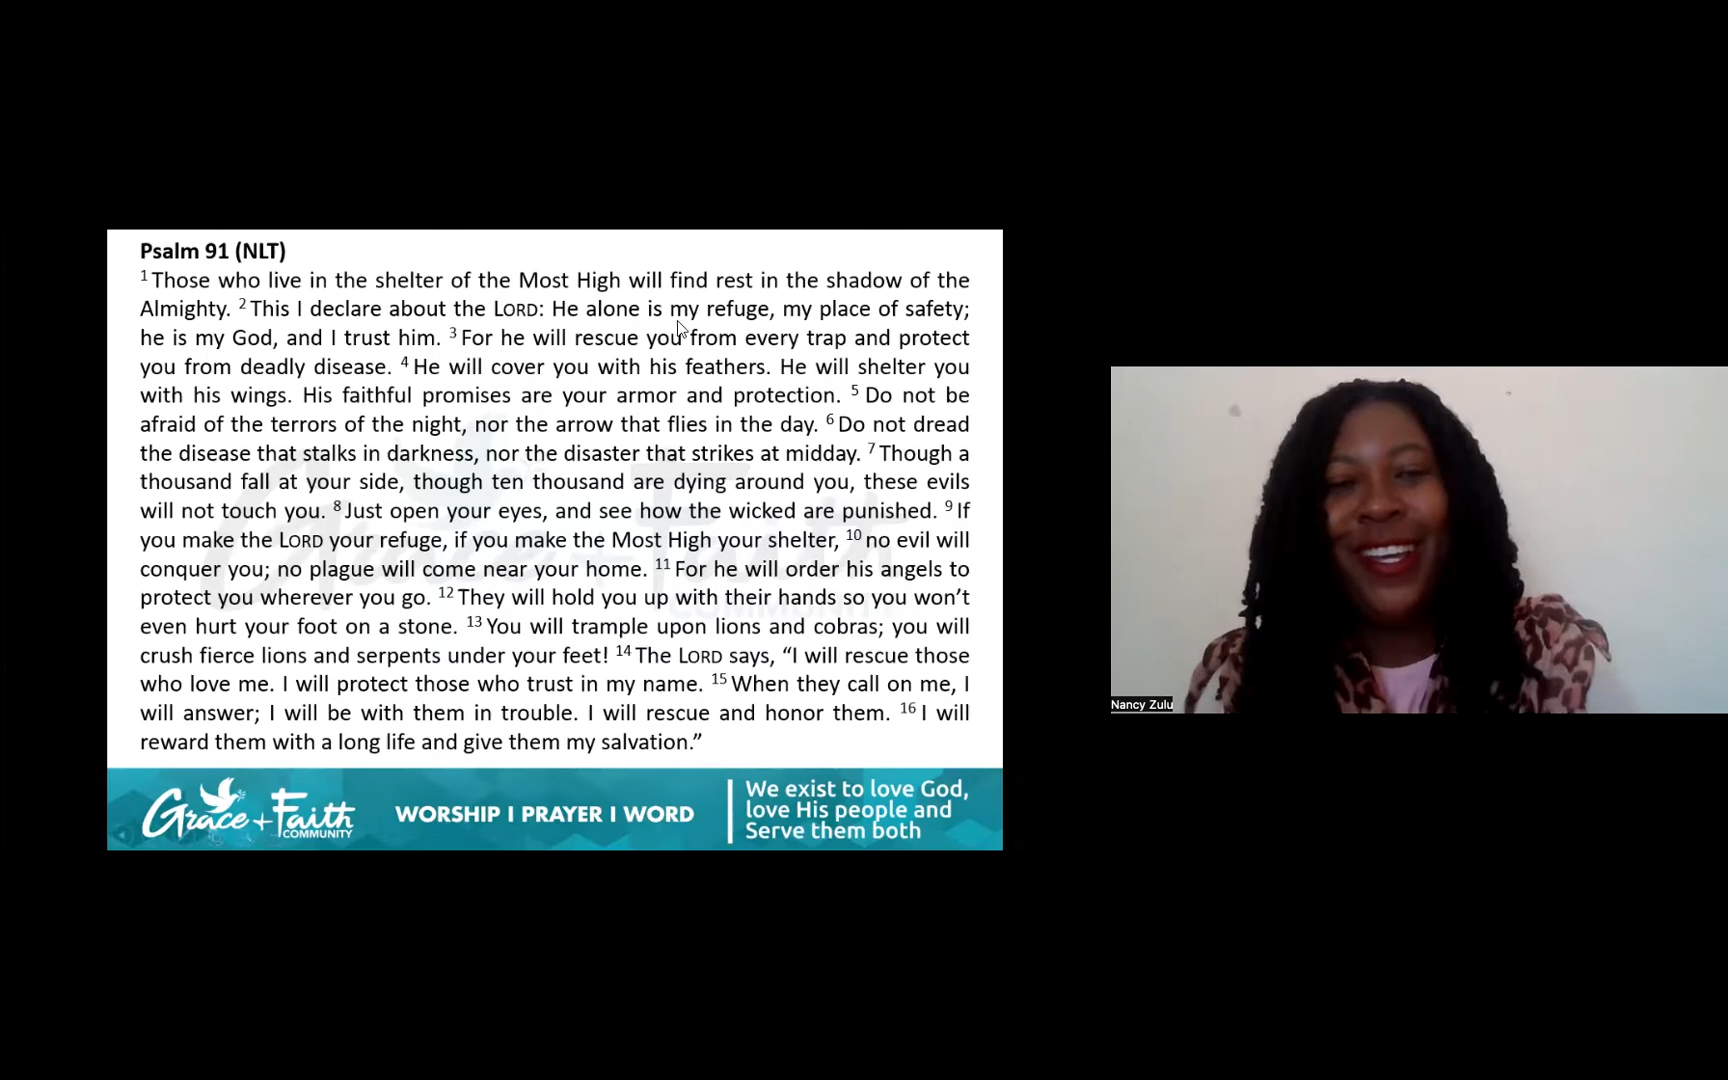 Psalm 91 (NLT)
1 Those who live in the shelter of the Most High will find rest in the shadow of the
Almighty. 2 This I declare about the LORD: He alone is my refuge, my place of safety;
he is my God, and I trust him. 3 For he will rescue you from every trap and protect
you from deadly disease. 4 He will cover you with his feathers. He will shelter you
with his wings. His faithful promises are your armor and protection. 5 Do not be
afraid of the terrors of the night, nor the arrow that flies in the day. 6 Do not dread
the disease that stalks in darkness, nor the disaster that strikes at midday. 7 Though a
thousand fall at your side, though ten thousand are dying around you, these evils
will not touch you. 8 Just open your eyes, and see how the wicked are punished. 9 If
you make the LORD your refuge, if you make the Most High your shelter, 10 no evil will
conquer you; no plague will come near your home. 11 For he will order his angels to
protect you wherever you go. 12 They will hold you up with their hands so you won’t
even hurt your foot on a stone. 13 You will trample upon lions and cobras; you will
crush fierce lions and serpents under your feet! 14 The LORD says, “I will rescue those
who love me. I will protect those who trust in my name. 15 When they call on me, I
will answer; I will be with them in trouble. I will rescue and honor them. 16 I will
reward them with a long life and give them my salvation.”
Grace + Faith
COMMUNITY
WORSHIP I PRAYER I WORD
We exist to love God,
love His people and
Serve them both
Grace + Faith
COMMUNITY
Nancy Zulu